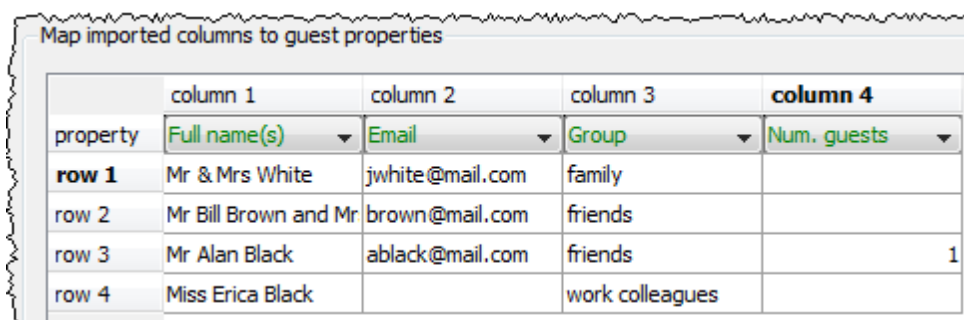 Map imported columns to guest properties
column 1 column 2 column 3 column 4
property Full name(s) Email Group Num. guests
row 1 Mr & Mrs White jwhite@mail.com family
row 2 Mr Bill Brown and Mr brown@mail.com friends
row 3 Mr Alan Black ablack@mail.com friends 1
row 4 Miss Erica Black work colleagues